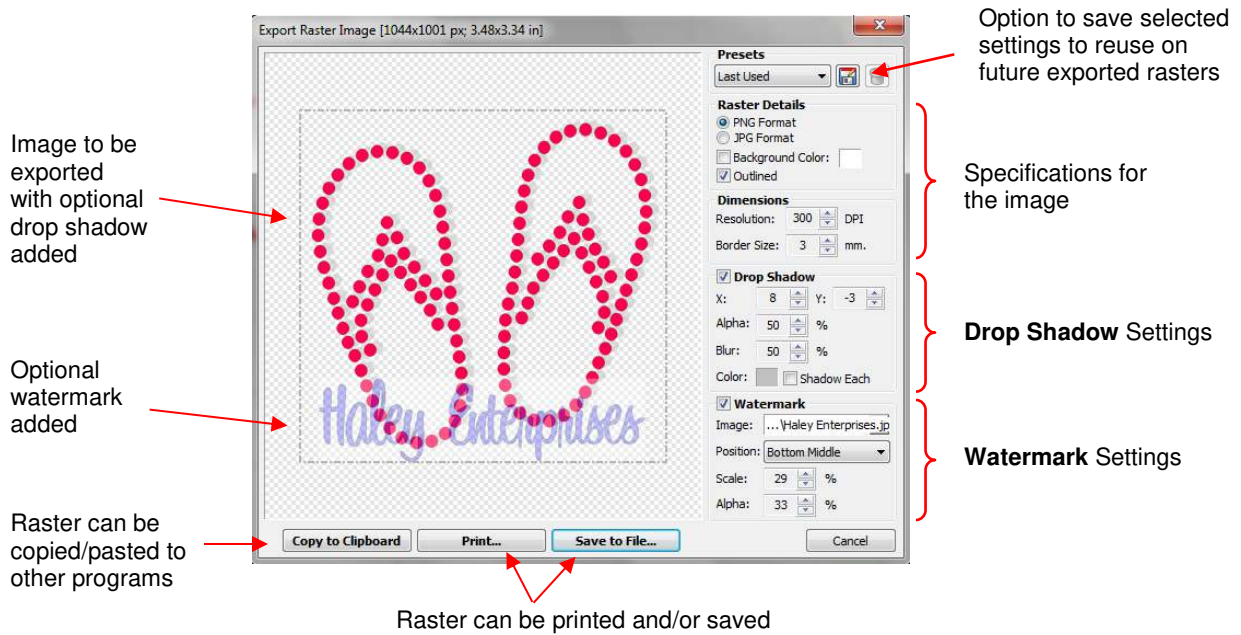 Option to save selected
settings to reuse on
future exported rasters
Export Raster Image [1044x1001 px; 3.48x3.34 in]
Presets
Last Used
Image to be
exported
with optional
drop shadow
added
Raster Details
PNG Format
JPG Format
Background Color:
Outlined
Dimensions
Resolution: 300 DPI
Border Size: 3 mm.
Specifications for
the image
Drop Shadow
X: 8 Y: -3
Alpha: 50 %
Blur: 50 %
Color: Shadow Each
Drop Shadow Settings
Optional
watermark
added
Haley Enterprises
Watermark
Image: ...\Haley Enterprises.jp
Position: Bottom Middle
Scale: 29 %
Alpha: 33 %
Watermark Settings
Raster can be
copied/pasted to
other programs
Copy to Clipboard
Print...
Save to File...
Cancel
Raster can be printed and/or saved